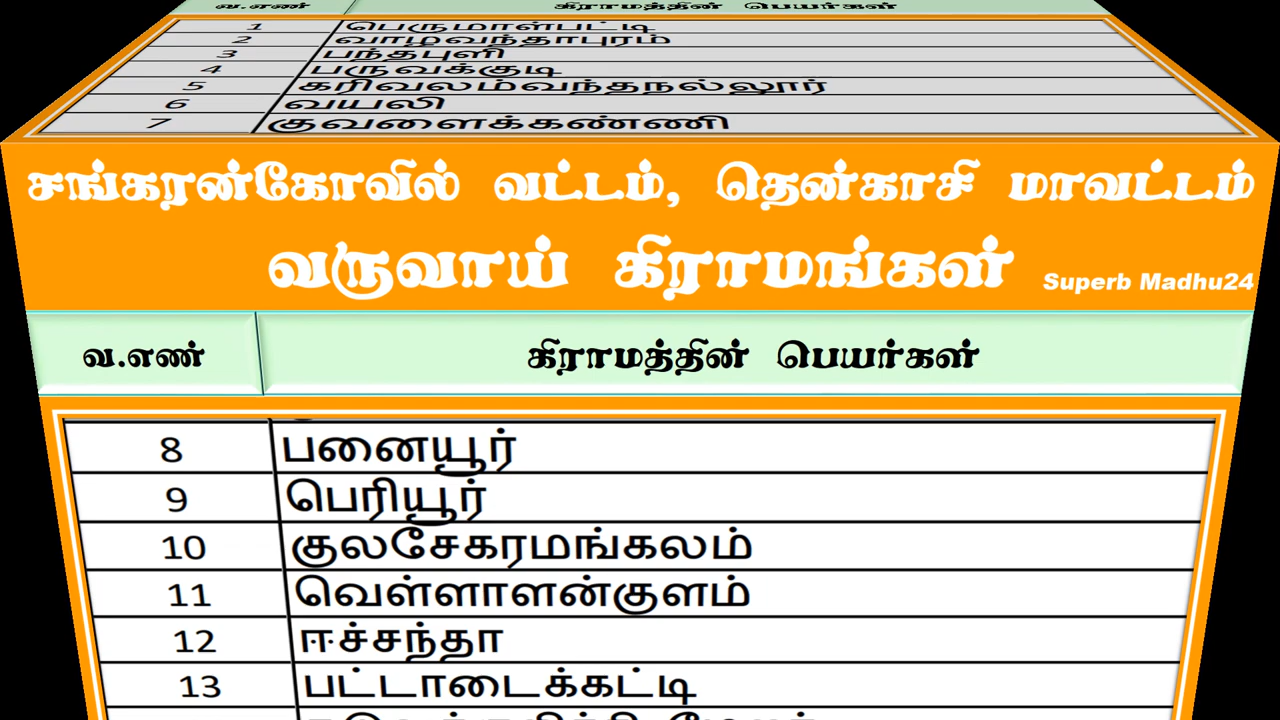 வ.எண் கிராமத்தின் பெயர்கள்
1 பெருமாள்பட்டி
2 வாழவந்தாபுரம்
3 பந்தபுளி
4 பருவக்குடி
5 கரிவலம்வந்தநல்லூர்
6 வயலி
7 குவளைக்கண்ணி
சங்கரன்கோவில் வட்டம், தென்காசி மாவட்டம்
வருவாய் கிராமங்கள் Superb Madhu24
வ.எண் கிராமத்தின் பெயர்கள்
8 பனையூர்
9 பெரியூர்
10 குலசேகரமங்கலம்
11 வெள்ளாளன்குளம்
12 ஈச்சந்தா
13 பட்டாடைக்கட்டி